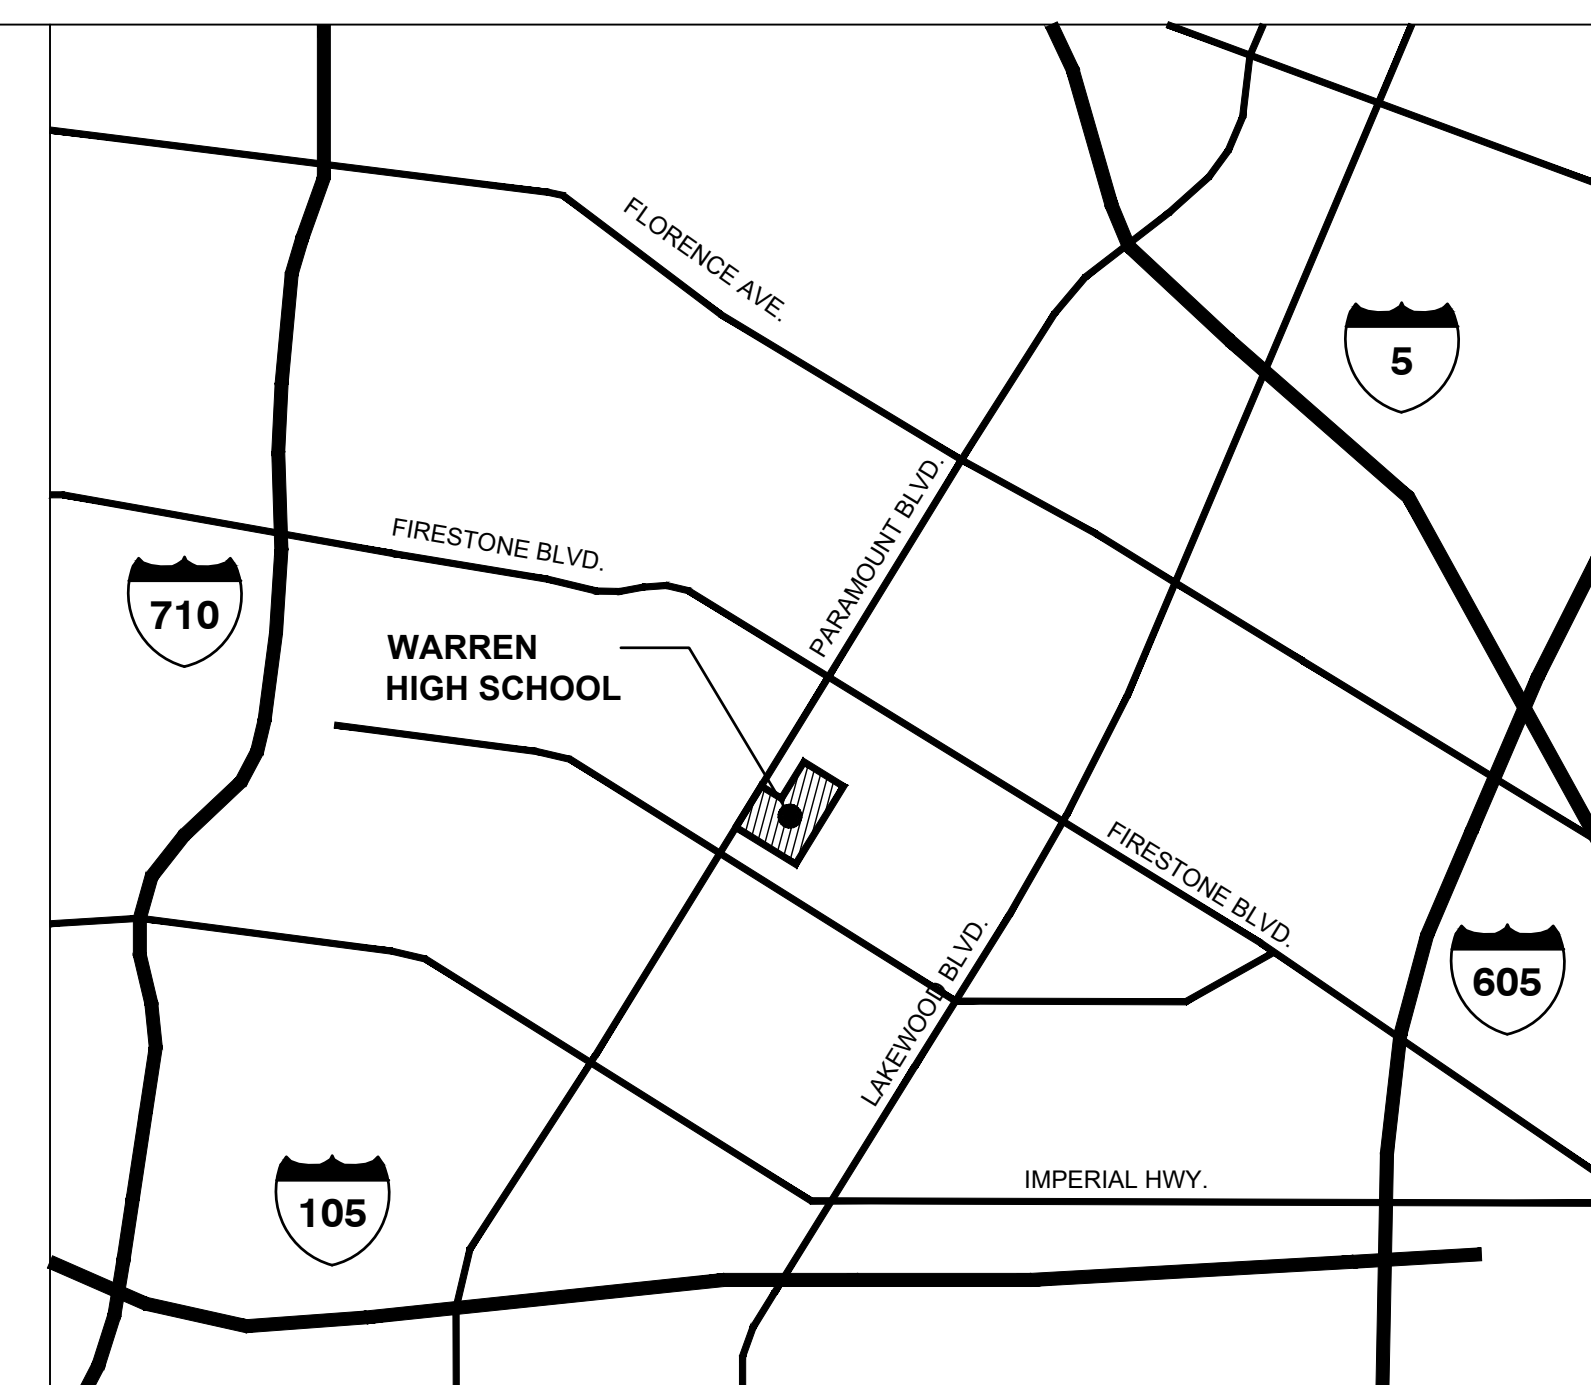 FLORENCE AVE.
5
PARAMOUNT BLVD.
FIRESTONE BLVD.
710
WARREN
HIGH SCHOOL
FIRESTONE BLVD.
LAKEWOOD BLVD.
605
IMPERIAL HWY.
105